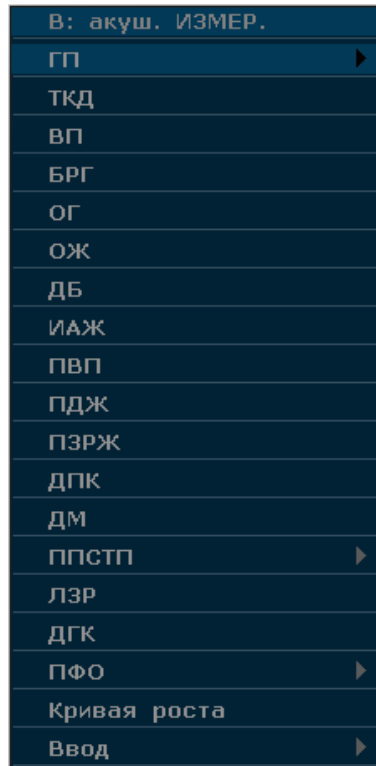 В: акуш. ИЗМЕР.
ГП
ТКД
ВП
БРГ
ОГ
ОЖ
ДБ
ИАЖ
ПВП
ПДЖ
ПЗРЖ
ДПК
ДМ
ППСТП
ЛЗР
ДГК
ПФО
Кривая роста
Ввод